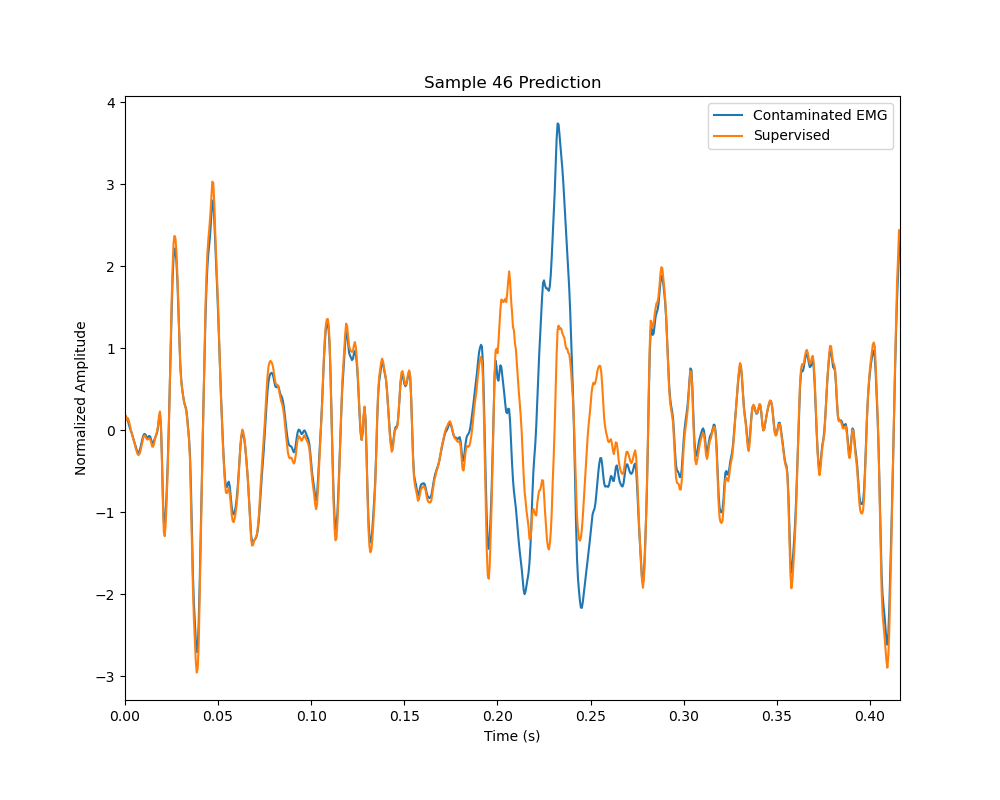 Sample 46 Prediction
Contaminated EMG
Supervised
Normalized Amplitude
4
3
2
1
0
−1
−2
−3
0.00 0.05 0.10 0.15 0.20 0.25 0.30 0.35 0.40
Time (s)